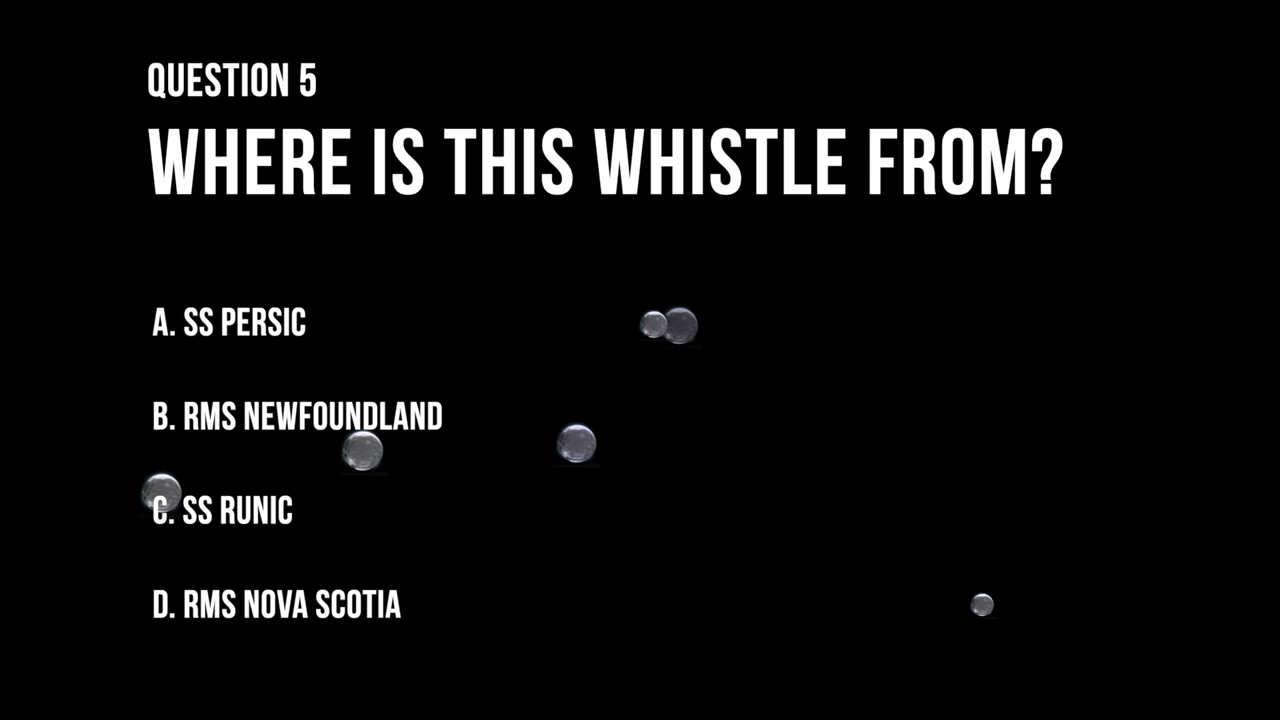 QUESTION 5
WHERE IS THIS WHISTLE FROM?
A. SS PERSIC
B. RMS NEWFOUNDLAND
C. SS RUNIC
D. RMS NOVA SCOTIA